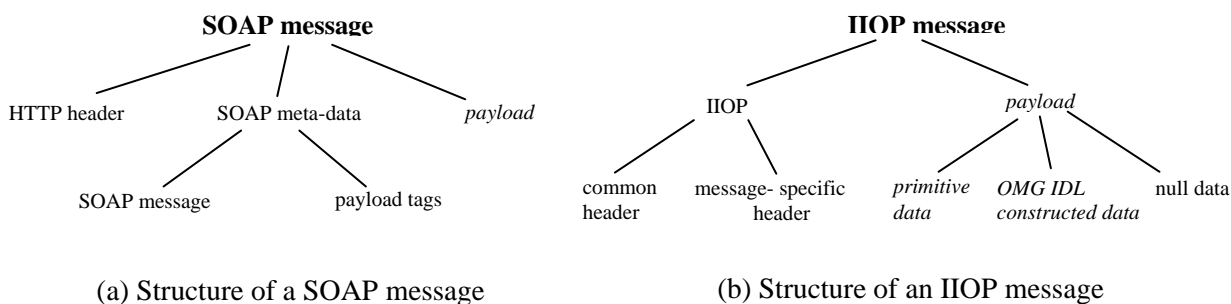 SOAP message
HTTP header
SOAP meta-data
payload
SOAP message
payload tags
(a) Structure of a SOAP message
IIOP message
IIOP
payload
common
header
message- specific
header
primitive
data
OMG IDL
constructed data
null data
(b) Structure of an IIOP message